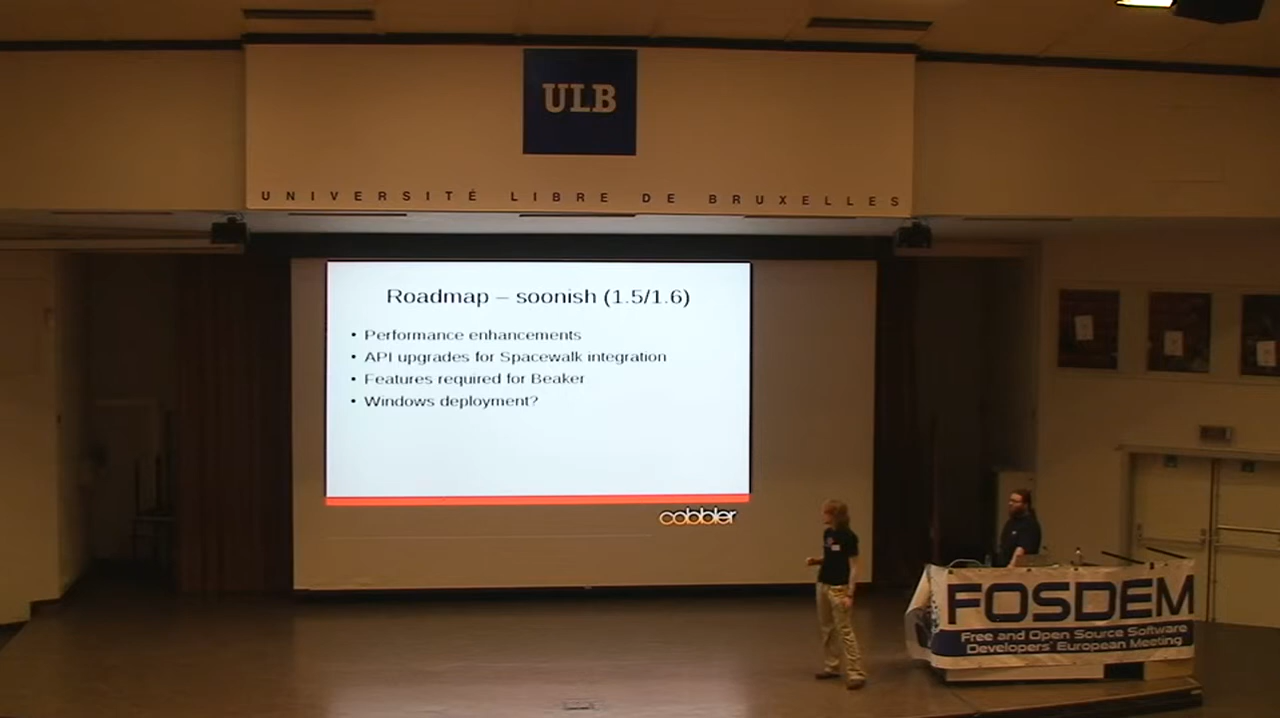 ULB
UNIVERSITÉ LIBRE DE BRUXELLES
Roadmap – soonish (1.5/1.6)
• Performance enhancements
• API upgrades for Spacewalk integration
• Features required for Beaker
• Windows deployment?
cobbler
FOSDEM
Free and Open Source Software
Developers' European Meeting